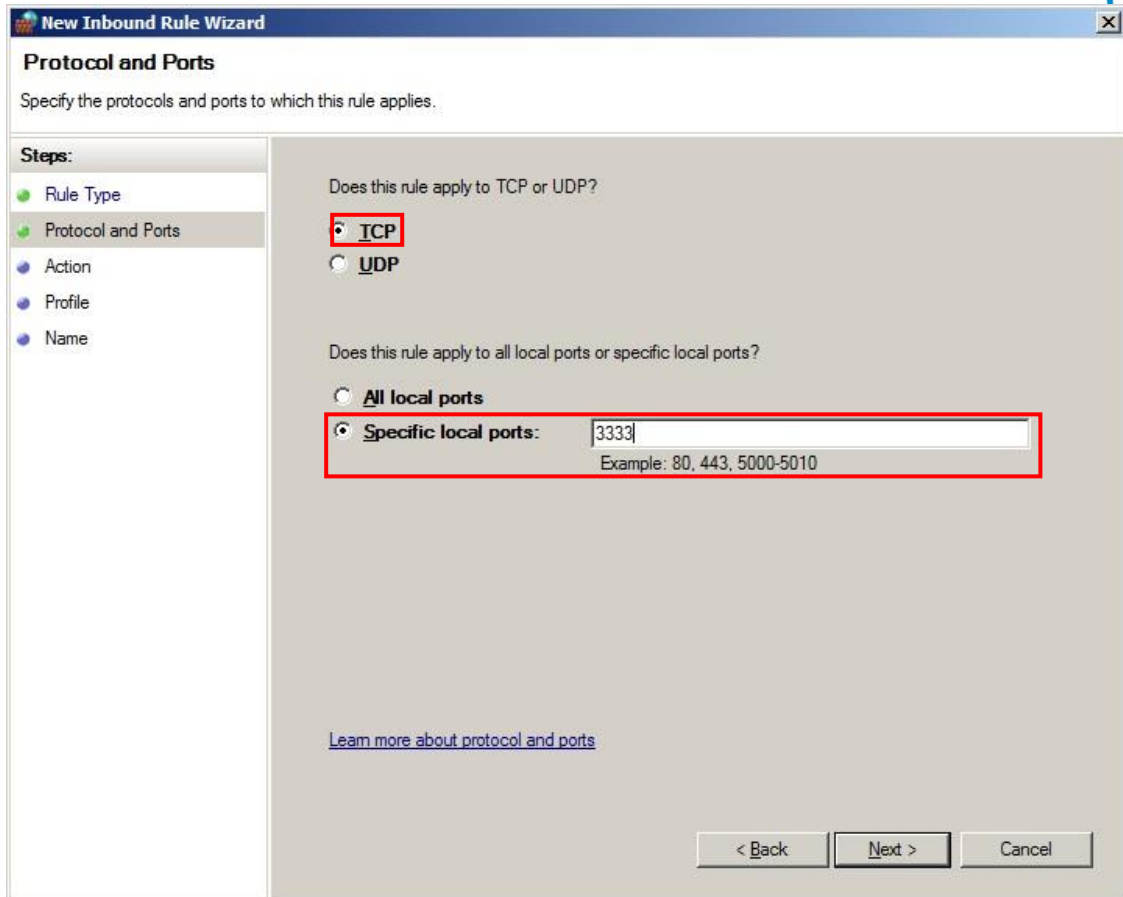 New Inbound Rule Wizard
Protocol and Ports
Specify the protocols and ports to which this rule applies.
Steps:
Rule Type
Protocol and Ports
Action
Profile
Name
Does this rule apply to TCP or UDP?
TCP
UDP
Does this rule apply to all local ports or specific local ports?
All local ports
Specific local ports: 3333
Example: 80, 443, 5000-5010
Learn more about protocol and ports
< Back Next > Cancel